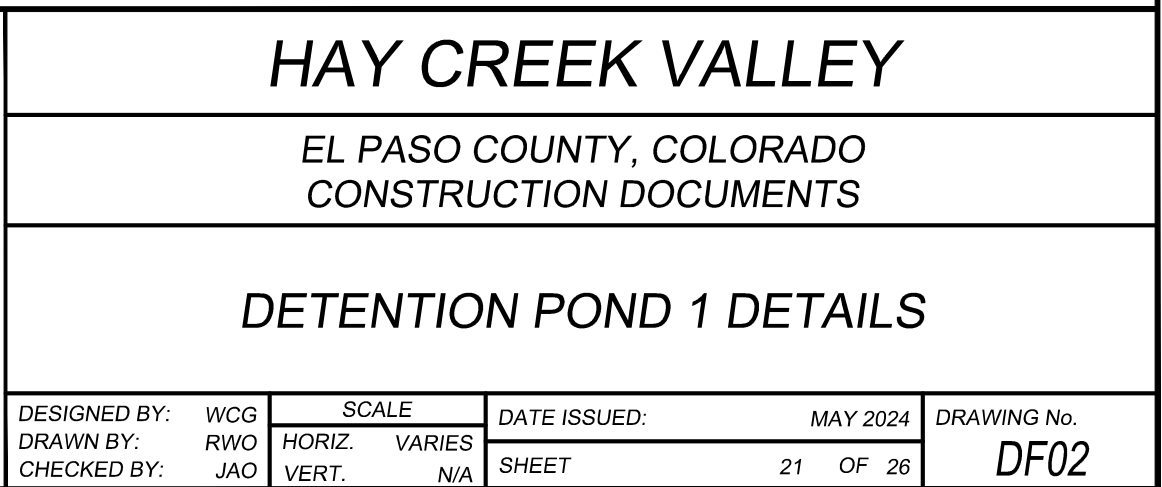 HAY CREEK VALLEY
EL PASO COUNTY, COLORADO
CONSTRUCTION DOCUMENTS
DETENTION POND 1 DETAILS
DESIGNED BY: WCG
DRAWN BY: RWO
CHECKED BY: JAO
SCALE
HORIZ. VARIES
VERT. N/A
DATE ISSUED: MAY 2024
SHEET 21 OF 26
DRAWING No.
DF02